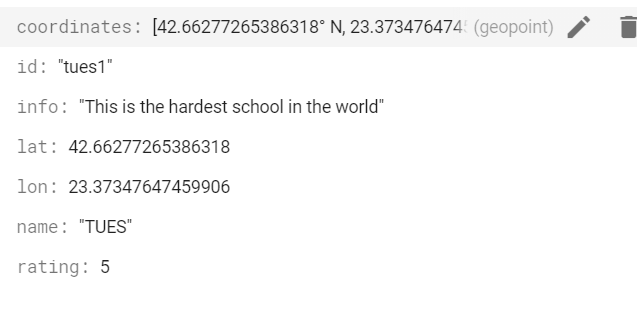 coordinates: [42.66277265386318° N, 23.373476474 (geopoint)
id: "tues1"
info: "This is the hardest school in the world"
lat: 42.66277265386318
lon: 23.37347647459906
name: "TUES"
rating: 5